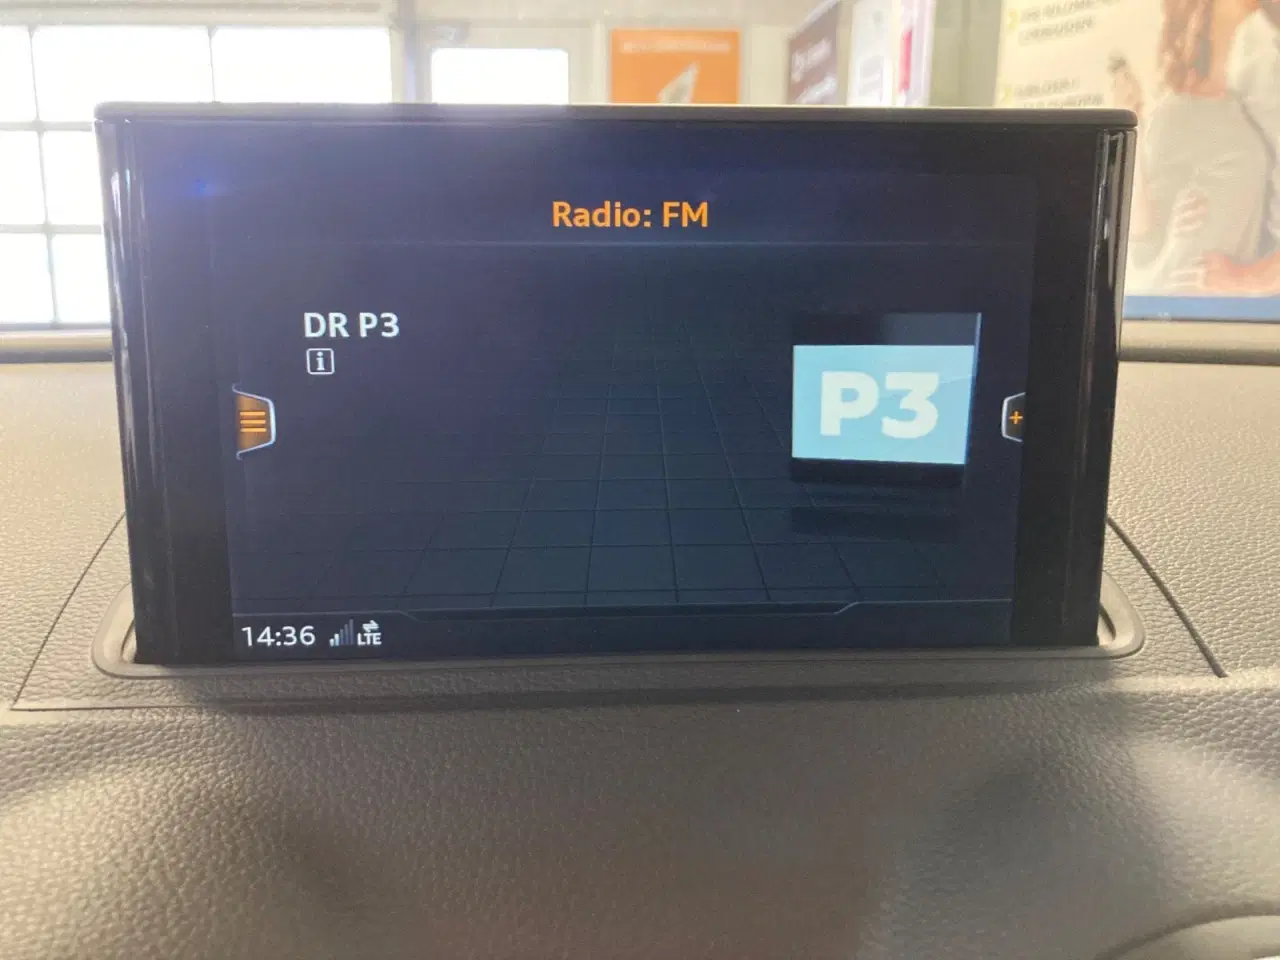 Radio: FM
DR P3
i
P3
14:36 LTE